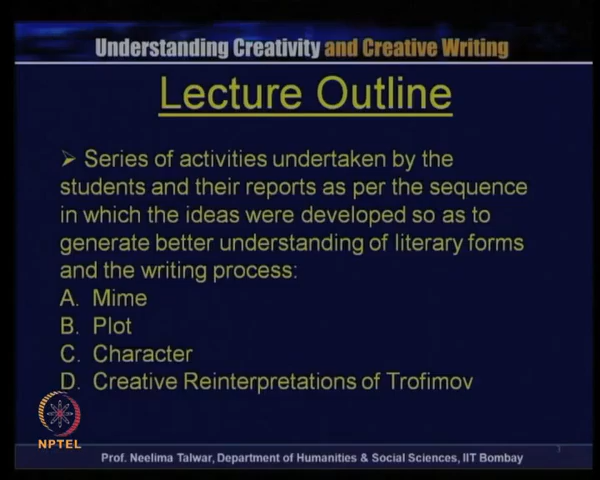 Understanding Creativity and Creative Writing
Lecture Outline
➢ Series of activities undertaken by the
students and their reports as per the sequence
in which the ideas were developed so as to
generate better understanding of literary forms
and the writing process:
A. Mime
B. Plot
C. Character
D. Creative Reinterpretations of Trofimov
NPTEL
Prof. Neelima Talwar, Department of Humanities & Social Sciences, IIT Bombay